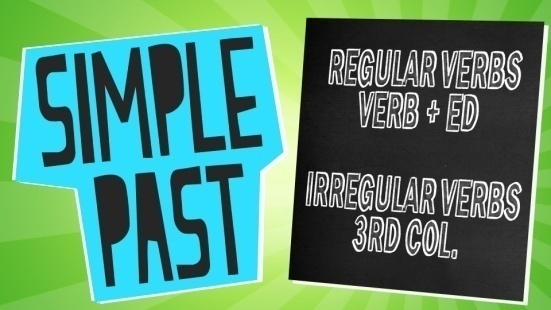 SIMPLE
PAST
REGULAR VERBS
VERB + ED
IRREGULAR VERBS
3RD COL.